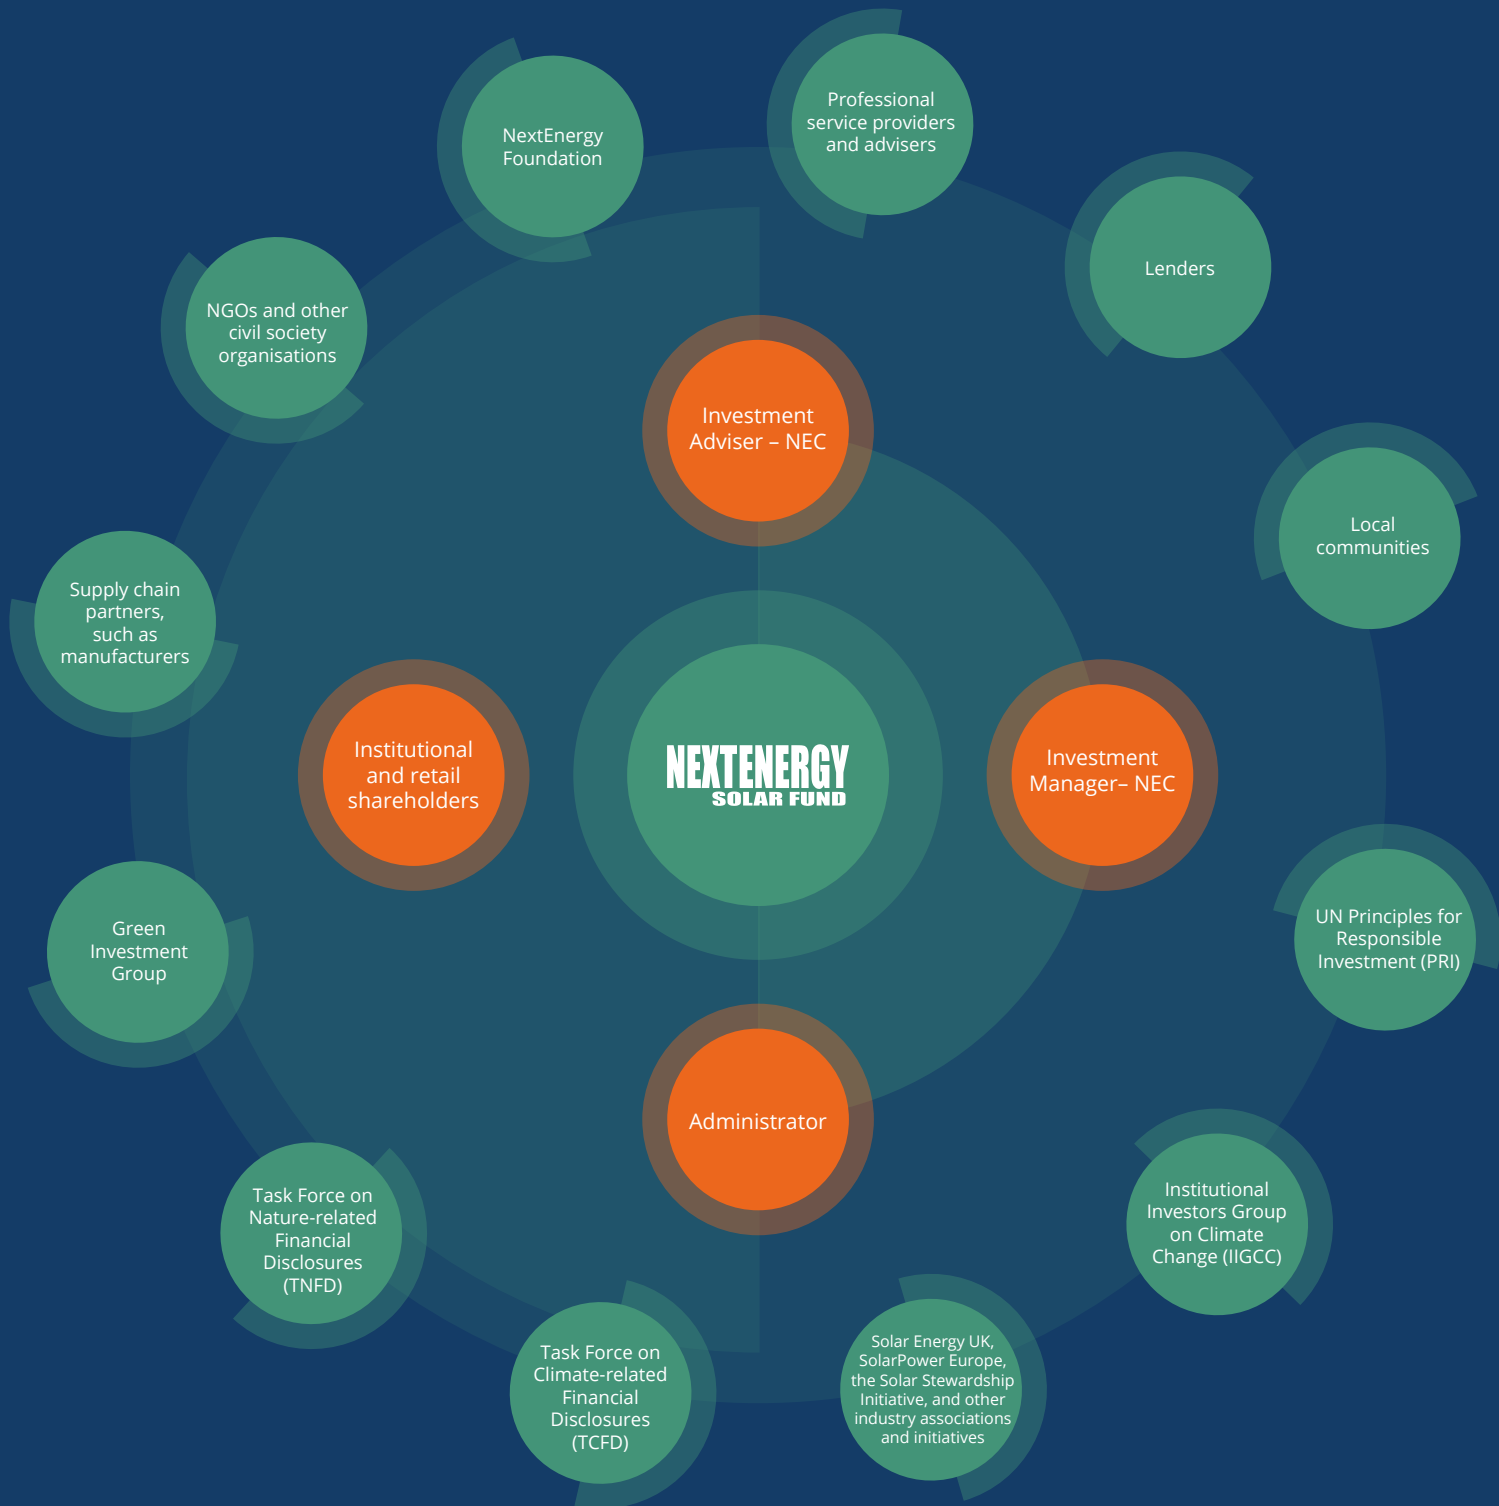 Professional
service providers
and advisers
NextEnergy
Foundation
Lenders
NGOs and other
civil society
organisations
Investment
Adviser – NEC
Local
communities
Supply chain
partners,
such as
manufacturers
Institutional
and retail
shareholders
NEXTENERGY
SOLAR FUND
Investment
Manager– NEC
Green
Investment
Group
UN Principles for
Responsible
Investment (PRI)
Administrator
Task Force on
Nature-related
Financial
Disclosures
(TNFD)
Institutional
Investors Group
on Climate
Change (IIGCC)
Task Force on
Climate-related
Financial
Disclosures
(TCFD)
Solar Energy UK,
SolarPower Europe,
the Solar Stewardship
Initiative, and other
industry associations
and initiatives